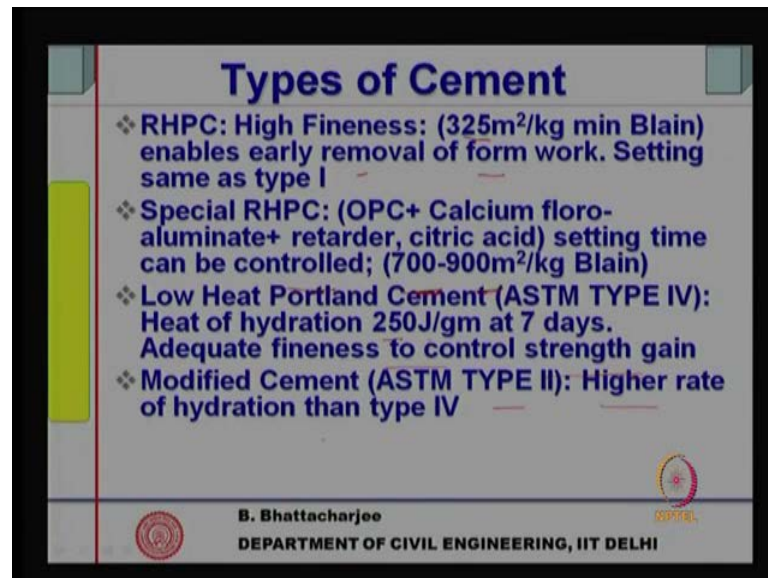 Types of Cement
❖ RHPC: High Fineness: (325m²/kg min Blain)
enables early removal of form work. Setting
same as type I
❖ Special RHPC: (OPC+ Calcium floro-
aluminate+ retarder, citric acid) setting time
can be controlled; (700-900m²/kg Blain)
❖ Low Heat Portland Cement (ASTM TYPE IV):
Heat of hydration 250J/gm at 7 days.
Adequate fineness to control strength gain
❖ Modified Cement (ASTM TYPE II): Higher rate
of hydration than type IV
NPTEL
B. Bhattacharjee
DEPARTMENT OF CIVIL ENGINEERING, IIT DELHI